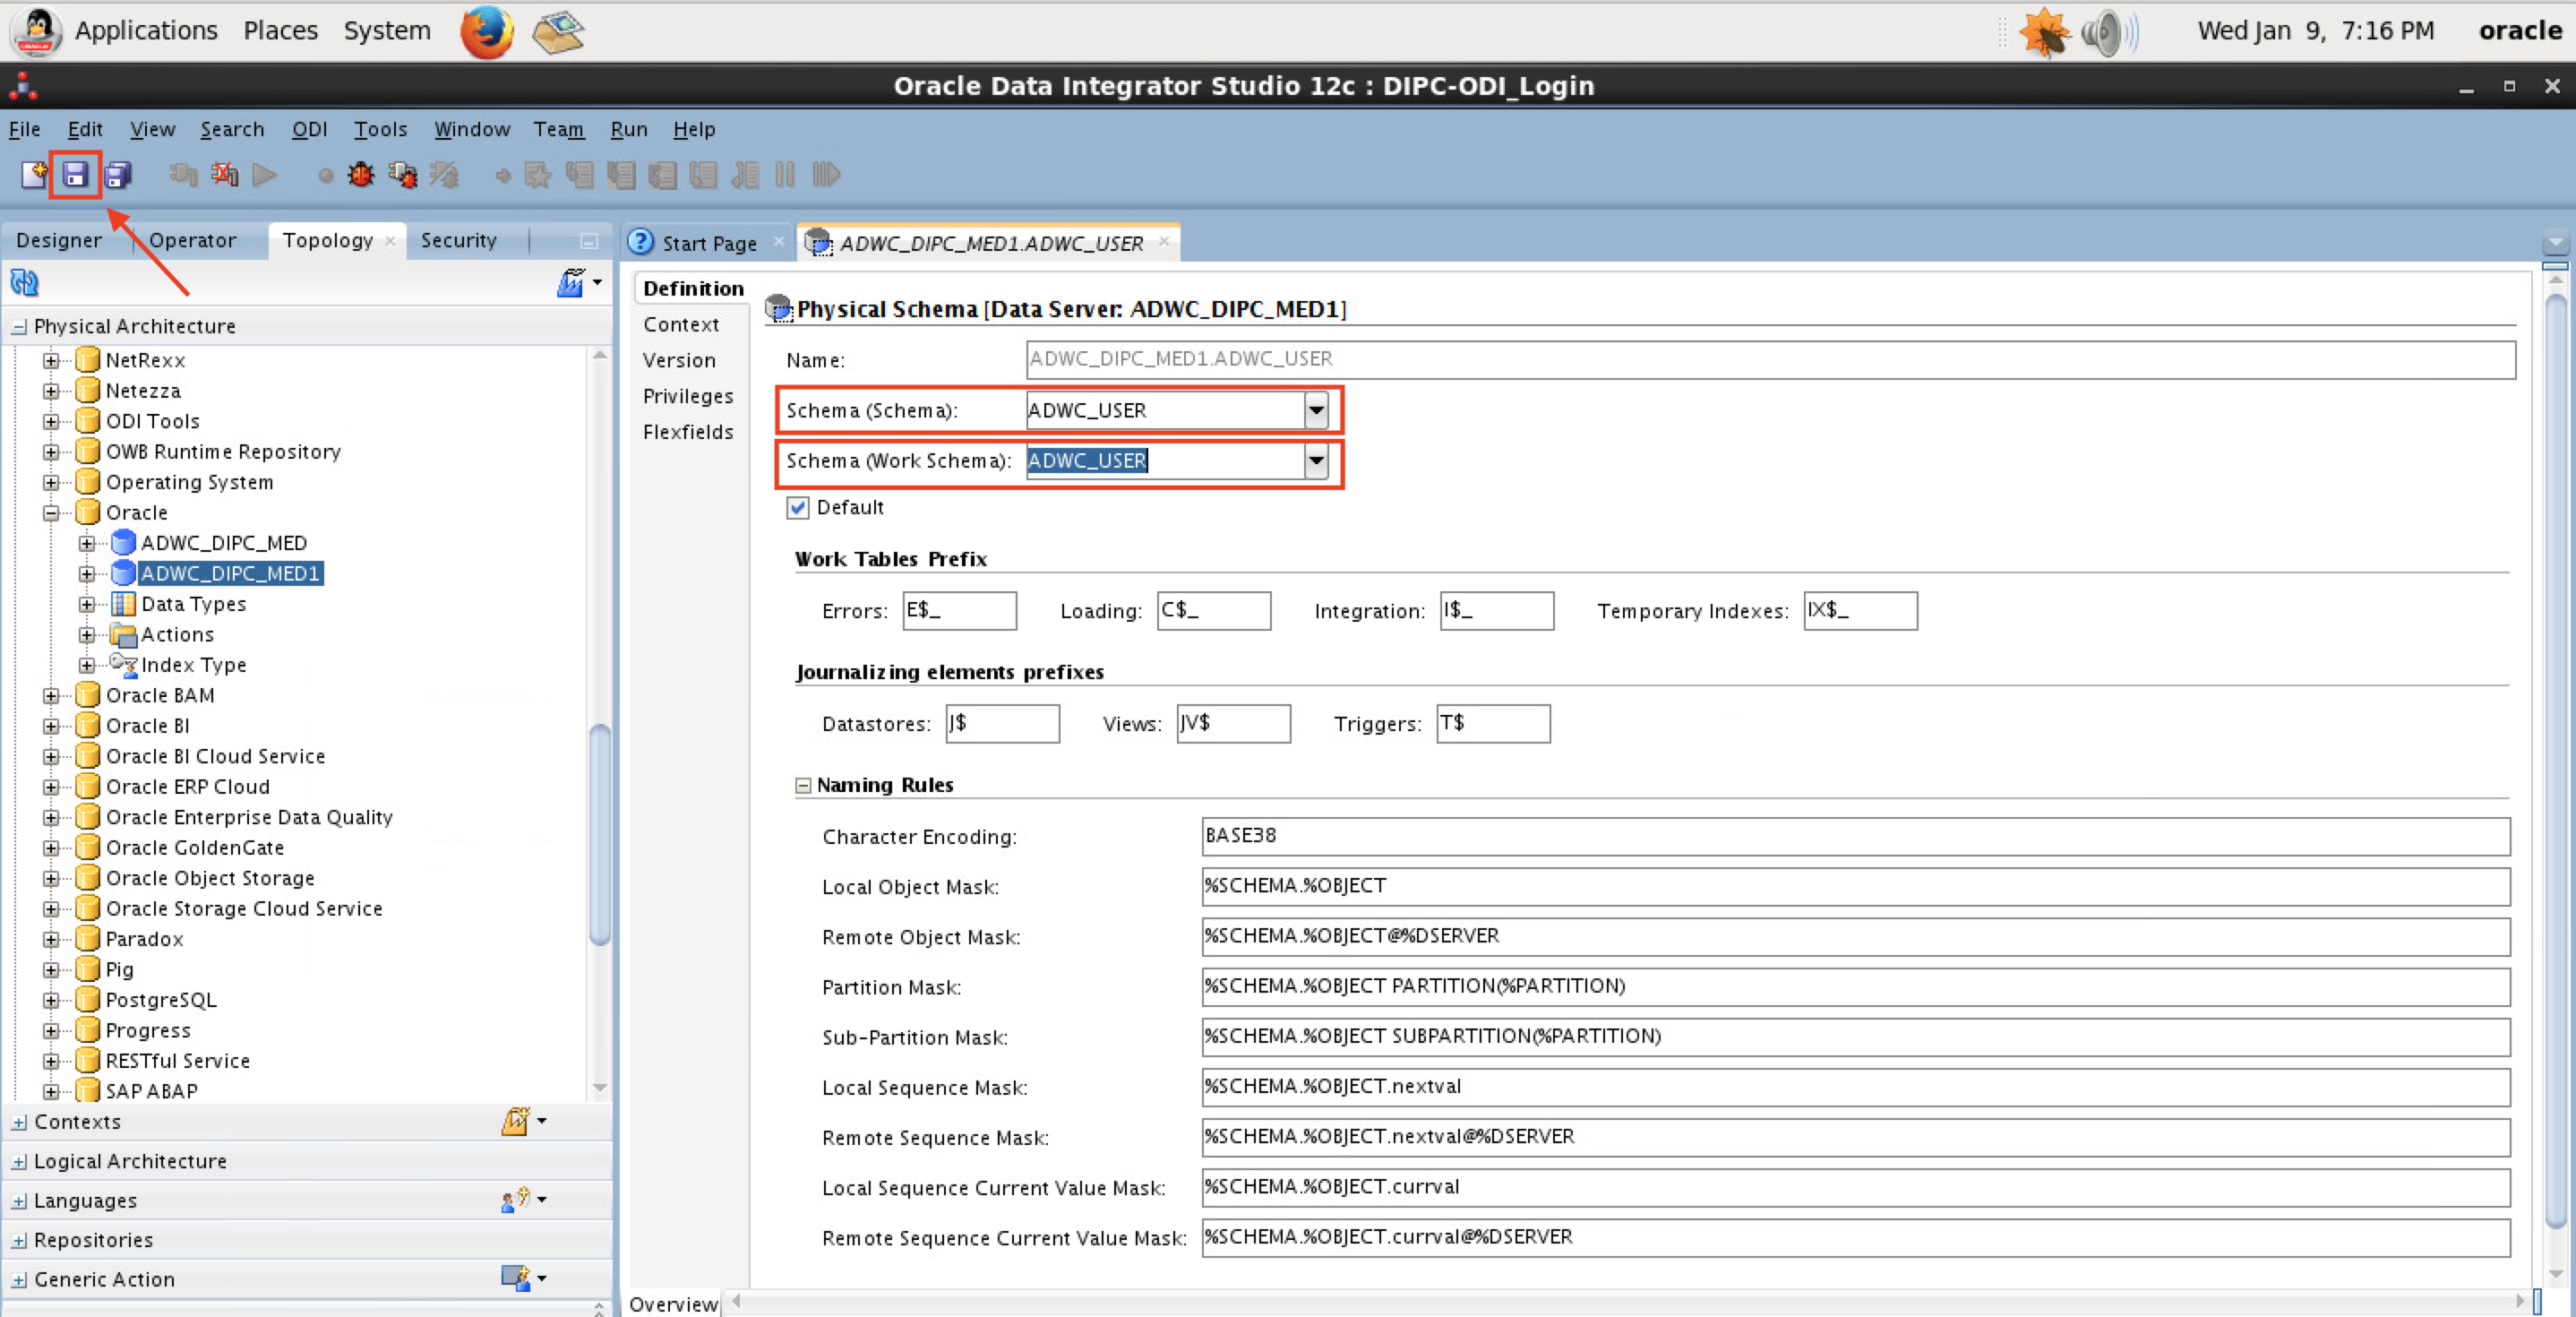 Applications Places System Wed Jan 9, 7:16 PM oracle
Oracle Data Integrator Studio 12c : DIPC-ODI_Login
File Edit View Search ODI Tools Window Team Run Help
Designer Operator Topology Security
Start Page ADWC_DIPC_MED1.ADWC_USER
Physical Architecture
NetRexx
Netezza
ODI Tools
OWB Runtime Repository
Operating System
Oracle
ADWC_DIPC_MED
ADWC_DIPC_MED1
Data Types
Actions
Index Type
Oracle BAM
Oracle BI
Oracle BI Cloud Service
Oracle ERP Cloud
Oracle Enterprise Data Quality
Oracle GoldenGate
Oracle Object Storage
Oracle Storage Cloud Service
Paradox
Pig
PostgreSQL
Progress
RESTful Service
SAP ABAP
Contexts
Logical Architecture
Languages
Repositories
Generic Action
Definition
Context
Version
Privileges
Flexfields
Physical Schema [Data Server: ADWC_DIPC_MED1]
Name: ADWC_DIPC_MED1.ADWC_USER
Schema (Schema): ADWC_USER
Schema (Work Schema): ADWC_USER
Default
Work Tables Prefix
Errors: E$_ Loading: C$_ Integration: I$_ Temporary Indexes: IX$_
Journalizing elements prefixes
Datastores: J$ Views: JV$ Triggers: T$
Naming Rules
Character Encoding: BASE38
Local Object Mask: %SCHEMA.%OBJECT
Remote Object Mask: %SCHEMA.%OBJECT@%DSERVER
Partition Mask: %SCHEMA.%OBJECT PARTITION(%PARTITION)
Sub-Partition Mask: %SCHEMA.%OBJECT SUBPARTITION(%PARTITION)
Local Sequence Mask: %SCHEMA.%OBJECT.nextval
Remote Sequence Mask: %SCHEMA.%OBJECT.nextval@%DSERVER
Local Sequence Current Value Mask: %SCHEMA.%OBJECT.currval
Remote Sequence Current Value Mask: %SCHEMA.%OBJECT.currval@%DSERVER
Overview